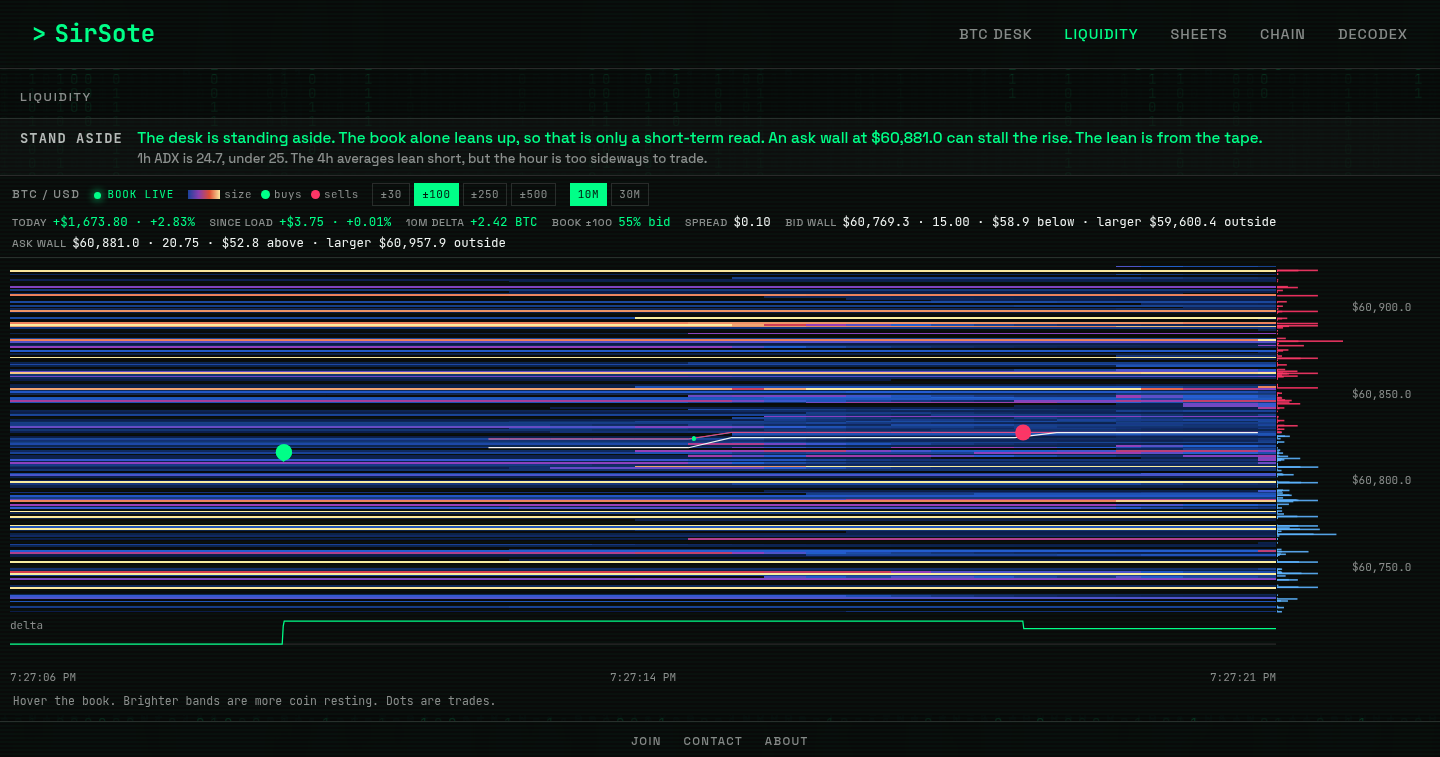 > SirSote
BTC DESK LIQUIDITY SHEETS CHAIN DECODEX
LIQUIDITY
STAND ASIDE The desk is standing aside. The book alone leans up, so that is only a short-term read. An ask wall at $60,881.0 can stall the rise. The lean is from the tape.
1h ADX is 24.7, under 25. The 4h averages lean short, but the hour is too sideways to trade.
BTC / USD BOOK LIVE size buys sells ±30 ±100 ±250 ±500 10M 30M
TODAY +$1,673.80 · +2.83% SINCE LOAD +$3.75 · +0.01% 10M DELTA +2.42 BTC BOOK ±100 55% bid SPREAD $0.10 BID WALL $60,769.3 · 15.00 · $58.9 below · larger $59,600.4 outside
ASK WALL $60,881.0 · 20.75 · $52.8 above · larger $60,957.9 outside
$60,900.0
$60,850.0
$60,800.0
$60,750.0
delta
7:27:06 PM 7:27:14 PM 7:27:21 PM
Hover the book. Brighter bands are more coin resting. Dots are trades.
JOIN CONTACT ABOUT